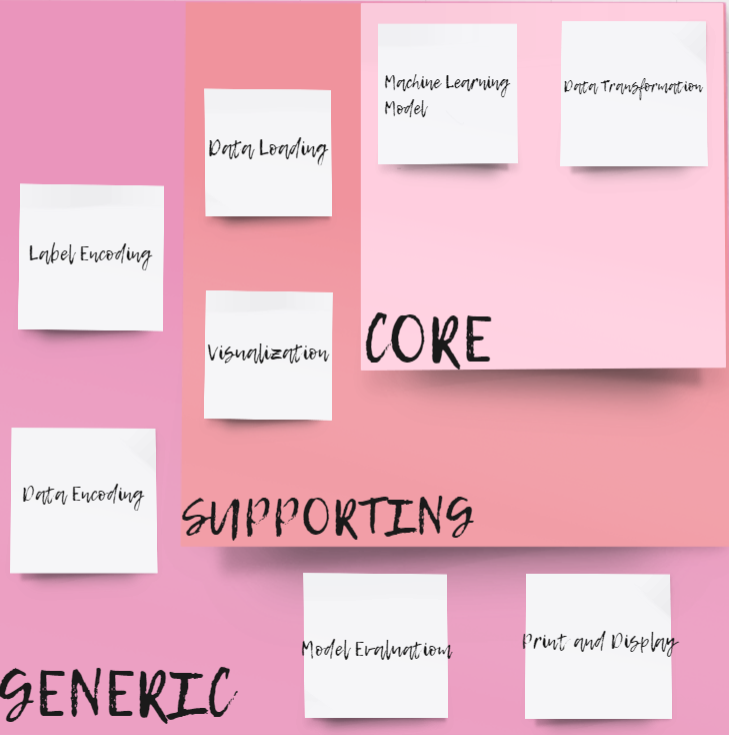 Machine Learning
Model
Data Transformation
Data Loading
Label Encoding
Visualization
CORE
Data Encoding
SUPPORTING
Model Evaluation
Print and Display
GENERIC